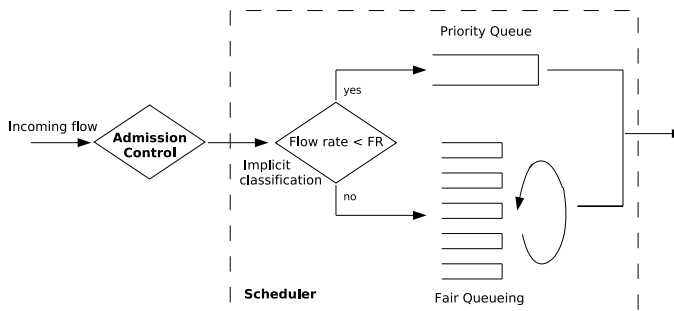 Priority Queue
yes
Incoming flow
Admission
Control
Flow rate < FR
Implicit
classification
no
Scheduler
Fair Queueing